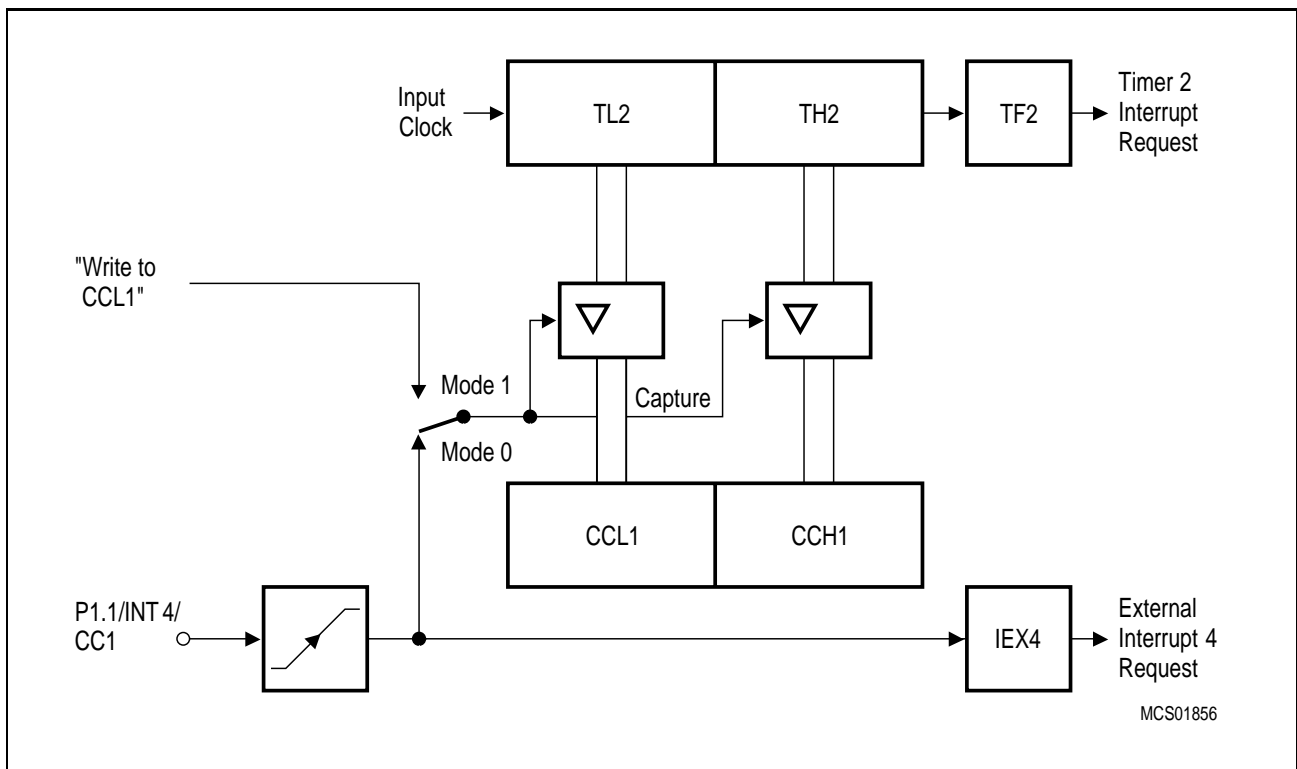 Input
Clock
TL2
TH2
TF2
Timer 2
Interrupt
Request
"Write to
CCL1"
Mode 1
Capture
Mode 0
CCL1
CCH1
P1.1/INT 4/
CC1
IEX4
External
Interrupt 4
Request
MCS01856